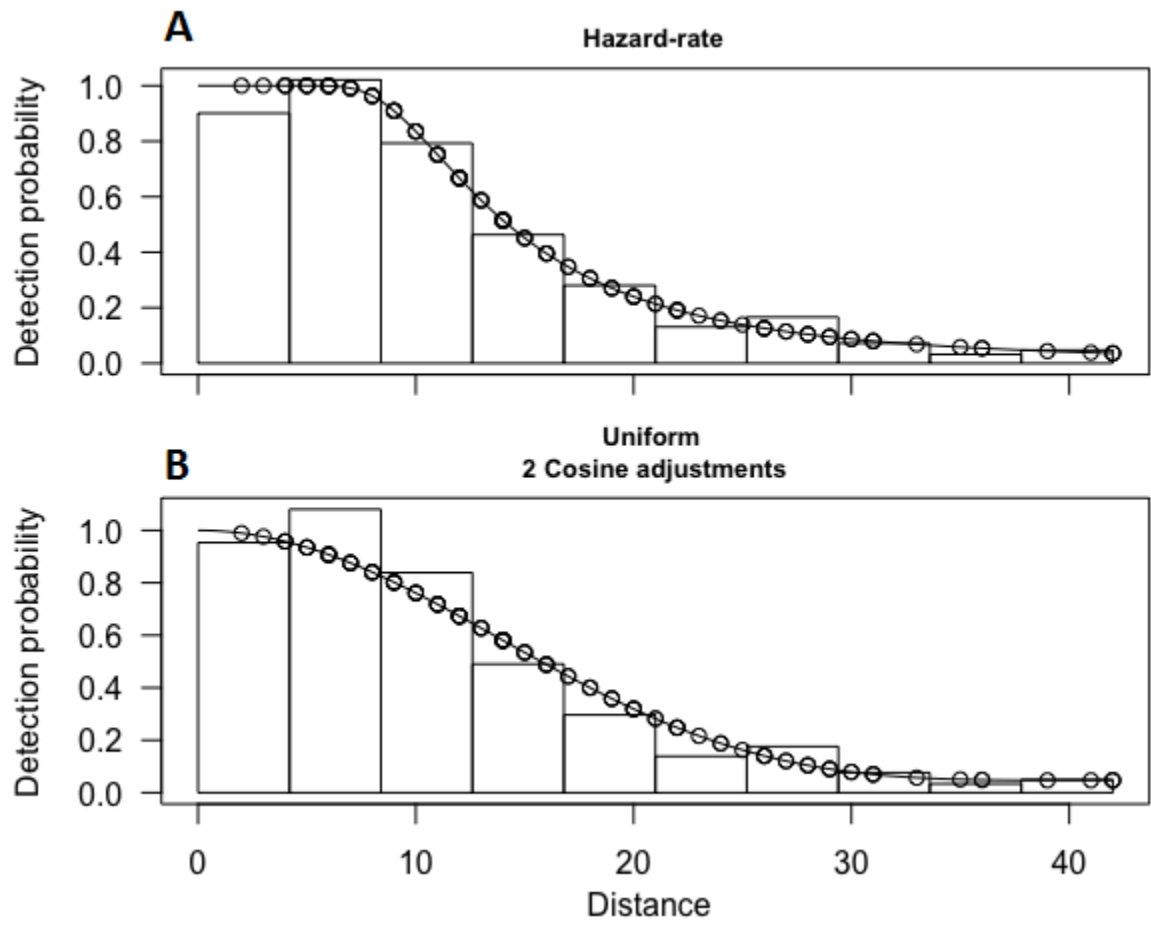 A
Hazard-rate
Detection probability
1.0
0.8
0.6
0.4
0.2
0.0
B
Uniform
2 Cosine adjustments
Detection probability
1.0
0.8
0.6
0.4
0.2
0.0
0 10 20 30 40
Distance